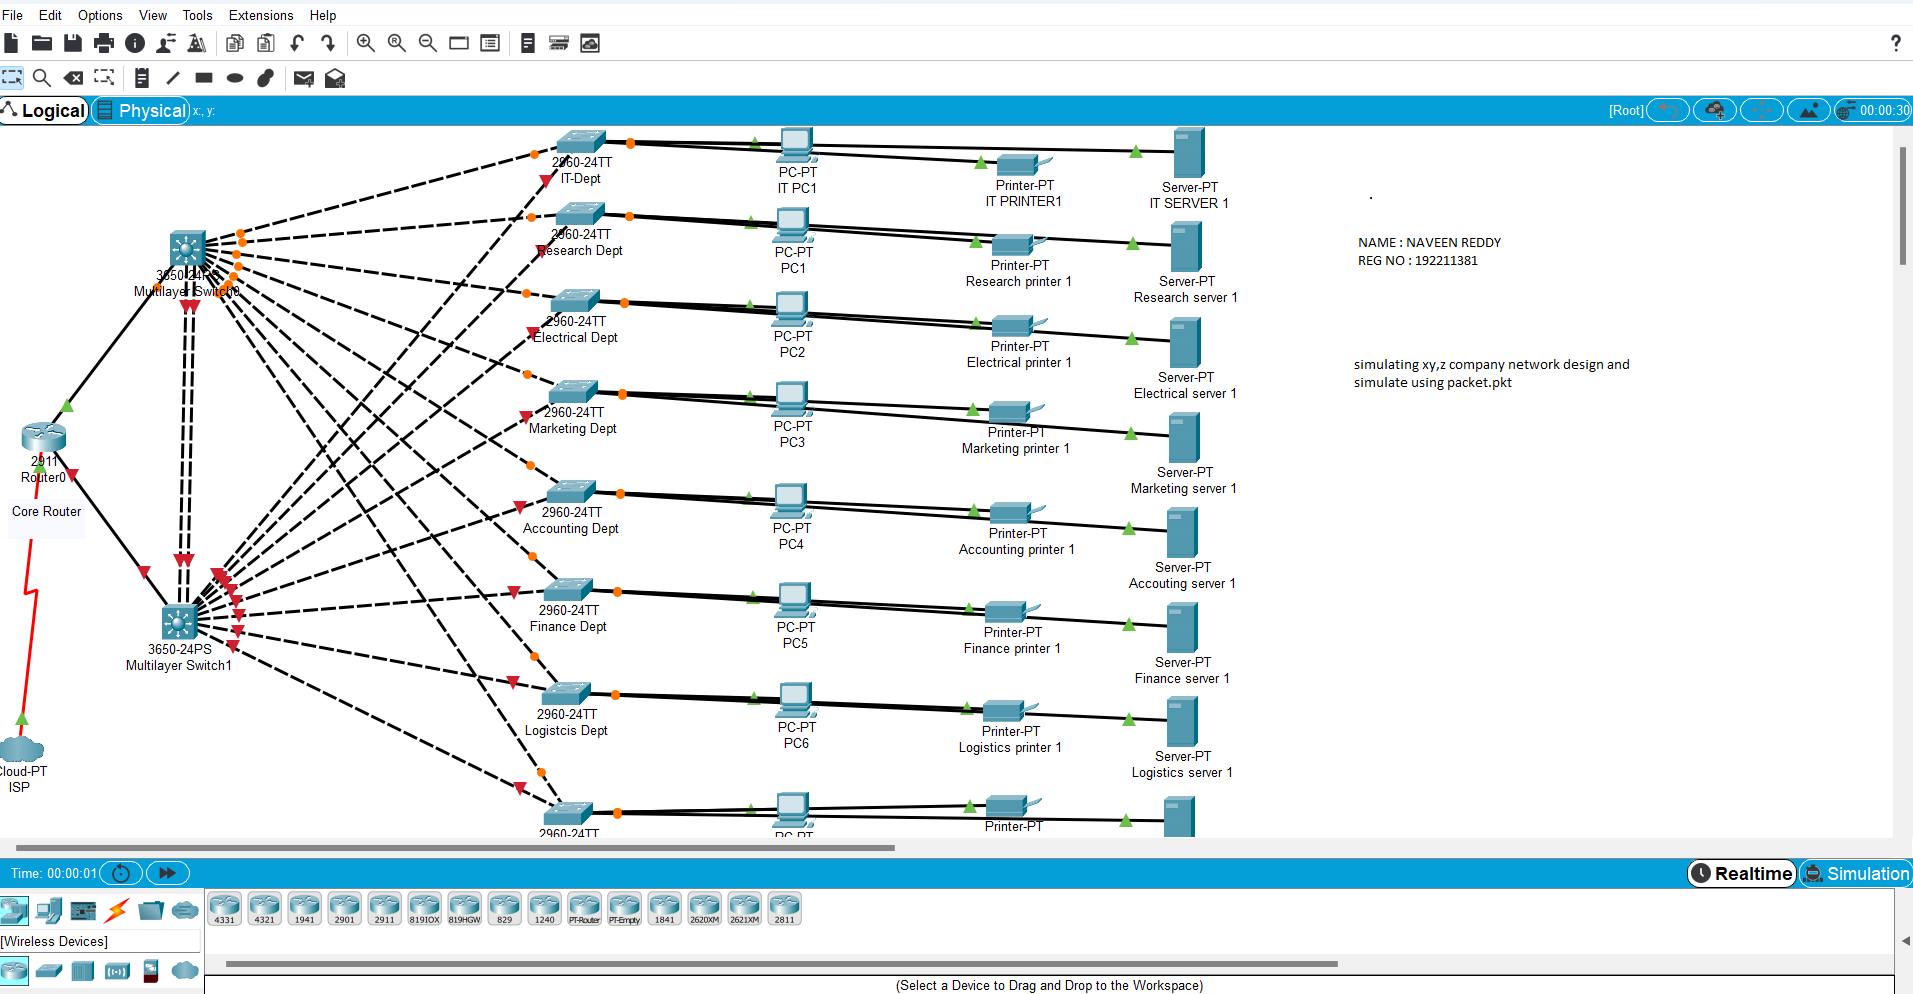 File Edit Options View Tools Extensions Help
?
Logical Physical x:, y: [Root] 00:00:30
2960-24TT
IT-Dept
PC-PT
IT PC1
Printer-PT
IT PRINTER1
Server-PT
IT SERVER 1
.
2960-24TT
Research Dept
PC-PT
PC1
Printer-PT
Research printer 1
Server-PT
Research server 1
NAME : NAVEEN REDDY
REG NO : 192211381
3650-24PS
Multilayer Switch0
2960-24TT
Electrical Dept
PC-PT
PC2
Printer-PT
Electrical printer 1
Server-PT
Electrical server 1
simulating xy,z company network design and
simulate using packet.pkt
2960-24TT
Marketing Dept
PC-PT
PC3
Printer-PT
Marketing printer 1
Server-PT
Marketing server 1
2911
Router0
Core Router
2960-24TT
Accounting Dept
PC-PT
PC4
Printer-PT
Accounting printer 1
Server-PT
Accouting server 1
2960-24TT
Finance Dept
PC-PT
PC5
Printer-PT
Finance printer 1
Server-PT
Finance server 1
3650-24PS
Multilayer Switch1
2960-24TT
Logistcis Dept
PC-PT
PC6
Printer-PT
Logistics printer 1
Server-PT
Logistics server 1
Cloud-PT
ISP
2960-24TT
PC-PT
Printer-PT
Time: 00:00:01 Realtime Simulation
4331 4321 1941 2901 2911 819IOX 819HGW 829 1240 PT-Router PT-Empty 1841 2620XM 2621XM 2811
[Wireless Devices]
(Select a Device to Drag and Drop to the Workspace)